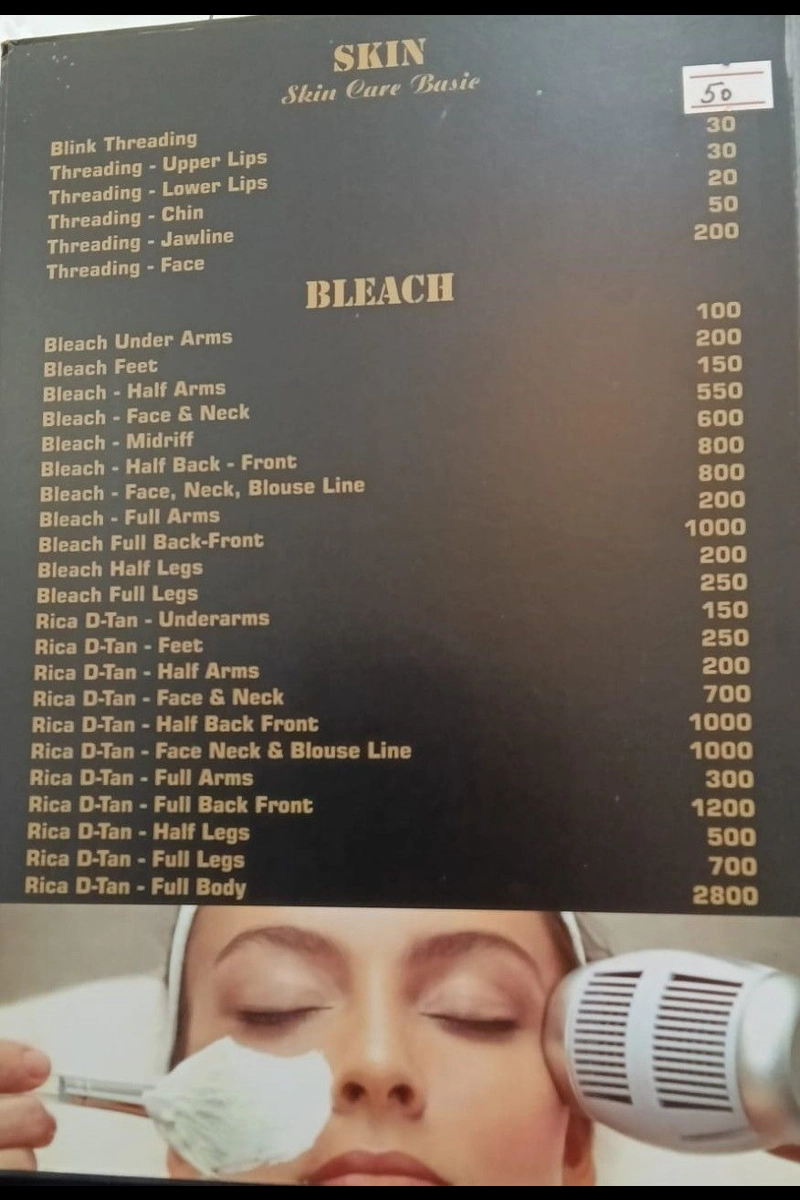 SKIN
Skin Care Basic
Blink Threading 50
Threading - Upper Lips 30
Threading - Lower Lips 30
Threading - Chin 20
Threading - Jawline 50
Threading - Face 200
BLEACH
Bleach Under Arms 100
Bleach Feet 200
Bleach - Half Arms 150
Bleach - Face & Neck 550
Bleach - Midriff 600
Bleach - Half Back - Front 800
Bleach - Face, Neck, Blouse Line 800
Bleach - Full Arms 200
Bleach Full Back-Front 1000
Bleach Half Legs 200
Bleach Full Legs 250
Rica D-Tan - Underarms 150
Rica D-Tan - Feet 250
Rica D-Tan - Half Arms 200
Rica D-Tan - Face & Neck 700
Rica D-Tan - Half Back Front 1000
Rica D-Tan - Face Neck & Blouse Line 1000
Rica D-Tan - Full Arms 300
Rica D-Tan - Full Back Front 1200
Rica D-Tan - Half Legs 500
Rica D-Tan - Full Legs 700
Rica D-Tan - Full Body 2800